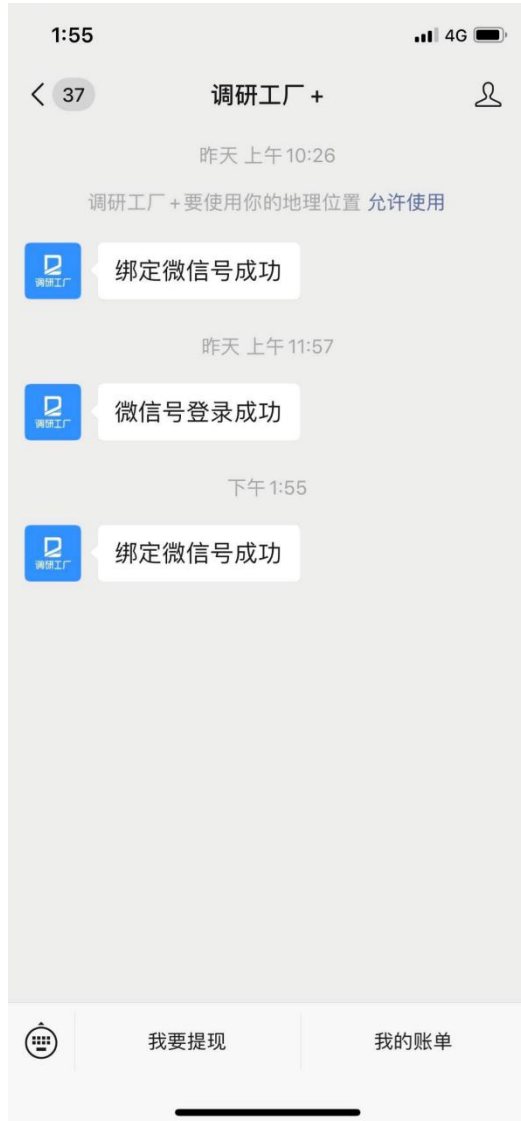 1:55
4G
37
调研工厂+
昨天 上午10:26
调研工厂+要使用你的地理位置 允许使用
调研工厂
绑定微信号成功
昨天 上午11:57
调研工厂
微信号登录成功
下午1:55
调研工厂
绑定微信号成功
我要提现
我的账单